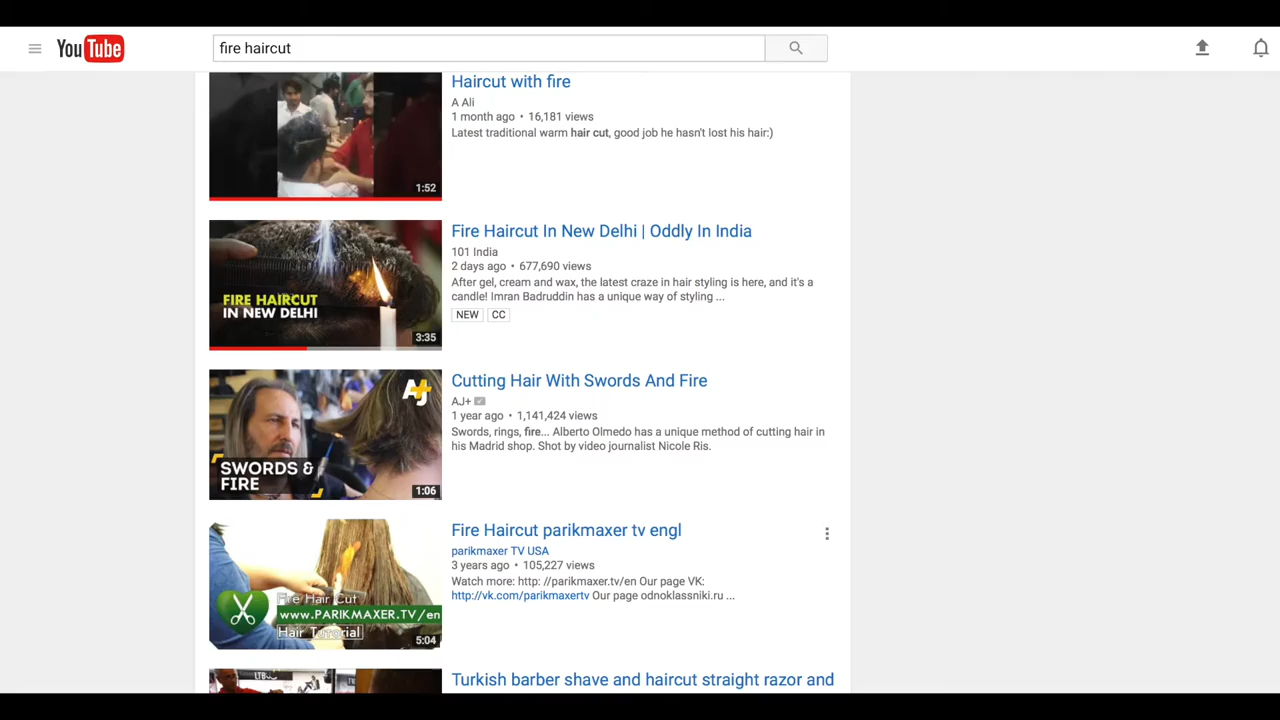 YouTube
fire haircut
Haircut with fire
A Ali
1 month ago • 16,181 views
Latest traditional warm hair cut, good job he hasn't lost his hair:)
1:52
Fire Haircut In New Delhi | Oddly In India
101 India
2 days ago • 677,690 views
After gel, cream and wax, the latest craze in hair styling is here, and it's a
candle! Imran Badruddin has a unique way of styling ...
NEW CC
FIRE HAIRCUT
IN NEW DELHI
3:35
Cutting Hair With Swords And Fire
AJ+
1 year ago • 1,141,424 views
Swords, rings, fire... Alberto Olmedo has a unique method of cutting hair in
his Madrid shop. Shot by video journalist Nicole Ris.
AJ+
SWORDS &
FIRE
1:06
Fire Haircut parikmaxer tv engl
parikmaxer TV USA
3 years ago • 105,227 views
Watch more: http: //parikmaxer.tv/en Our page VK:
http://vk.com/parikmaxertv Our page odnoklassniki.ru ...
Fire Hair Cut
www.PARIKMAXER.TV/en
Hair Tutorial
5:04
Turkish barber shave and haircut straight razor and